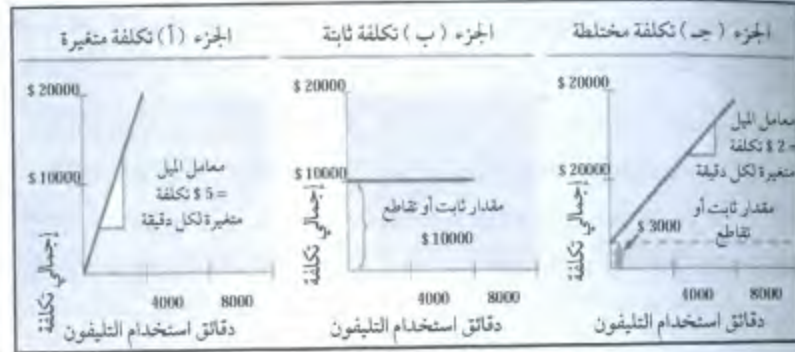 الجزء (أ) تكلفة متغيرة
$ 20000
$ 10000
معامل الميل
= 5 $ تكلفة
متغيرة لكل دقيقة
إجمالي تكلفة
4000 8000
دقائق استخدام التليفون
الجزء (ب) تكلفة ثابتة
$ 20000
$ 10000
مقدار ثابت أو تقاطع
$ 10000
إجمالي تكلفة
4000 8000
دقائق استخدام التليفون
الجزء (جـ) تكلفة مختلطة
$ 20000
$ 20000
معامل الميل
= 2 $ تكلفة
متغيرة لكل دقيقة
مقدار ثابت أو
تقاطع
$ 3000
إجمالي تكلفة
4000 8000
دقائق استخدام التليفون